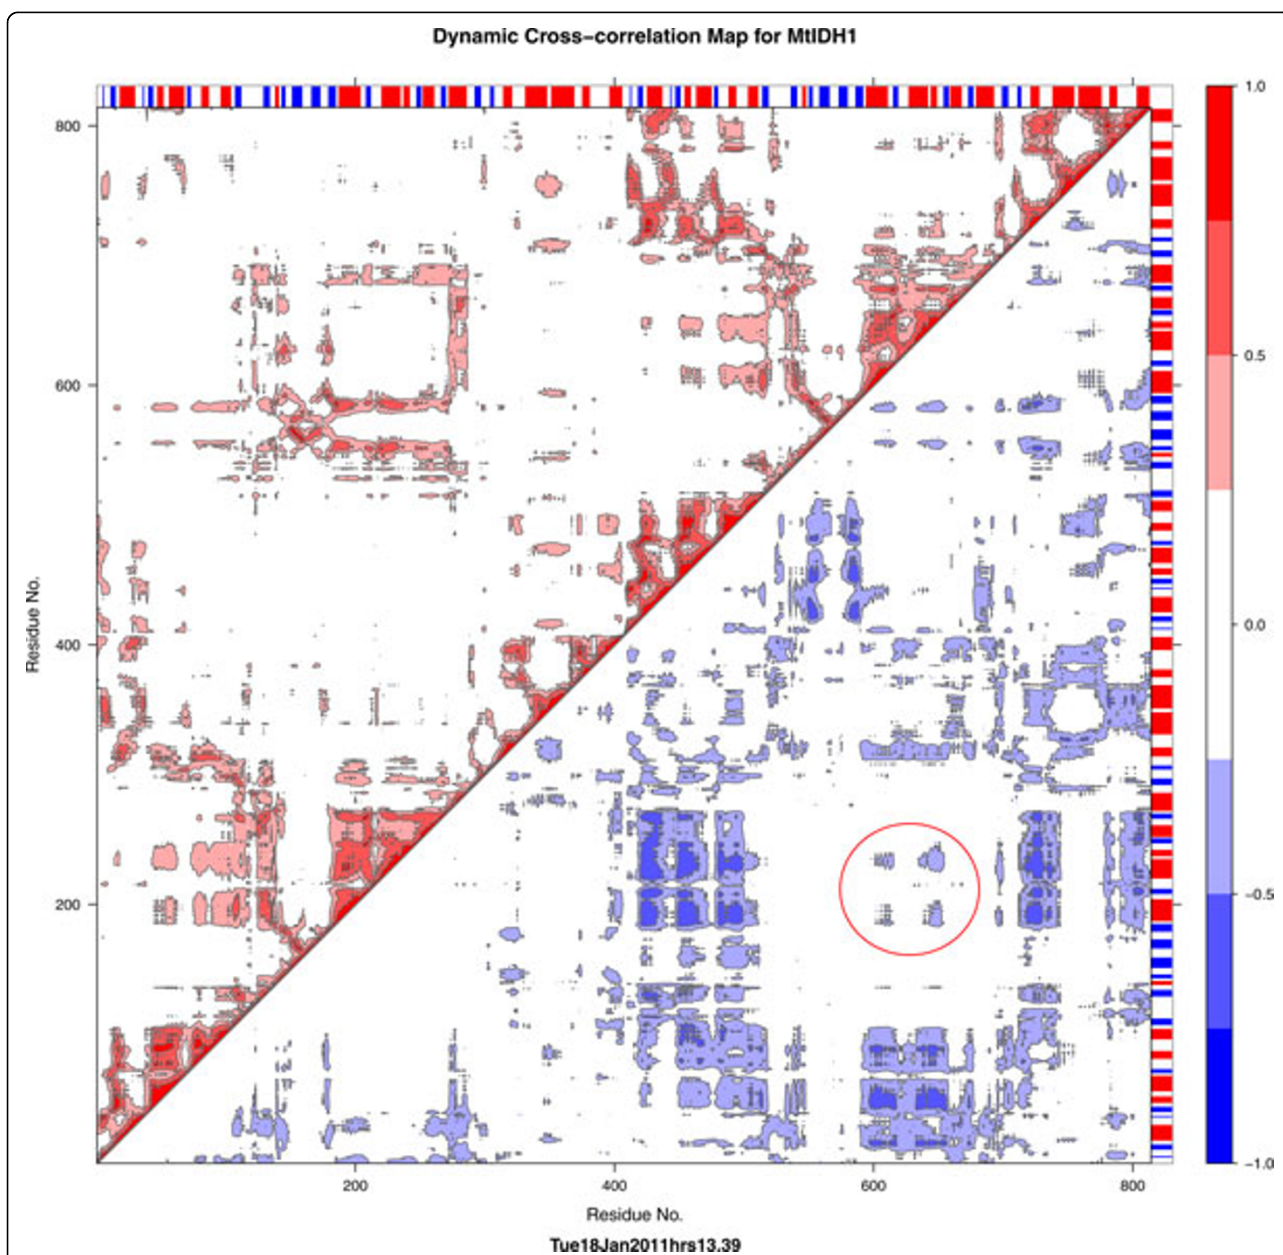 Dynamic Cross-correlation Map for MtIDH1
1.0
800
0.5
600
Residue No.
0.0
400
-0.5
200
-1.0
200 400 600 800
Residue No.
Tue18Jan2011hrs13.39